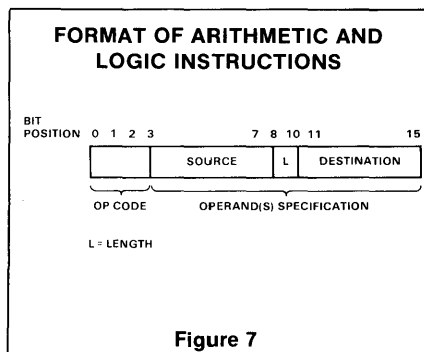 FORMAT OF ARITHMETIC AND
LOGIC INSTRUCTIONS
BIT
POSITION 0 1 2 3 7 8 10 11 15
SOURCE L DESTINATION
OP CODE OPERAND(S) SPECIFICATION
L = LENGTH
Figure 7